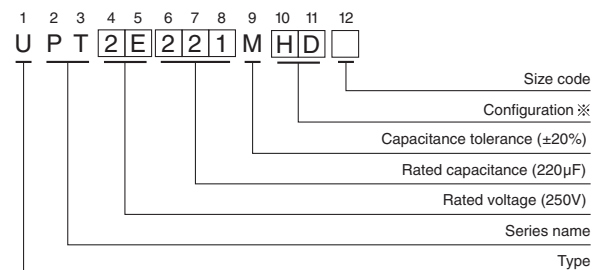 1 2 3 4 5 6 7 8 9 10 11 12
U P T 2 E 2 2 1 M H D
Size code
Configuration ※
Capacitance tolerance (±20%)
Rated capacitance (220µF)
Rated voltage (250V)
Series name
Type